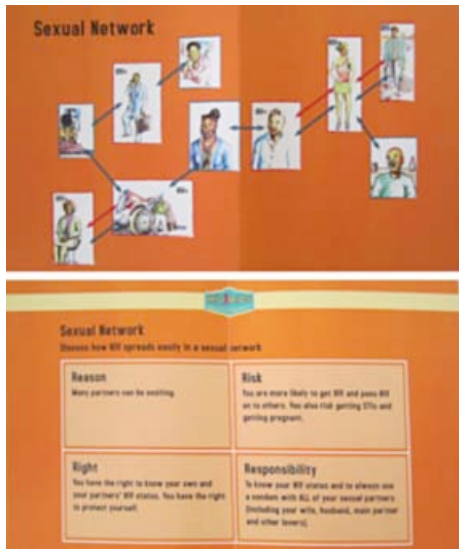 Sexual Network
Sexual Network
Discuss how HIV spreads easily in a sexual network
Reason
Many partners can be exciting.
Risk
You are more likely to get HIV and pass HIV
on to others. You also risk getting STIs and
getting pregnant.
Right
You have the right to know your own and
your partners' HIV status. You have the right
to protect yourself.
Responsibility
To know your HIV status and to always use
a condom with ALL of your sexual partners
(including your wife, husband, main partner
and other lovers).